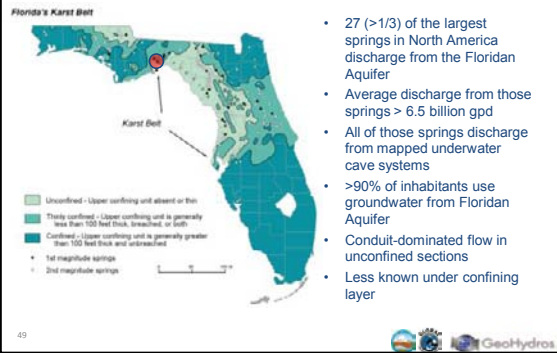 Florida's Karst Belt
Karst Belt
Unconfined - Upper confining unit absent or thin
Thinly confined - Upper confining unit is generally
less than 100 feet thick, breached, or both
Confined - Upper confining unit is generally greater
than 100 feet thick and unbreached
1st magnitude springs
2nd magnitude springs
• 27 (>1/3) of the largest
springs in North America
discharge from the Floridan
Aquifer
• Average discharge from those
springs > 6.5 billion gpd
• All of those springs discharge
from mapped underwater
cave systems
• >90% of inhabitants use
groundwater from Floridan
Aquifer
• Conduit-dominated flow in
unconfined sections
• Less known under confining
layer
49
GeoHydros